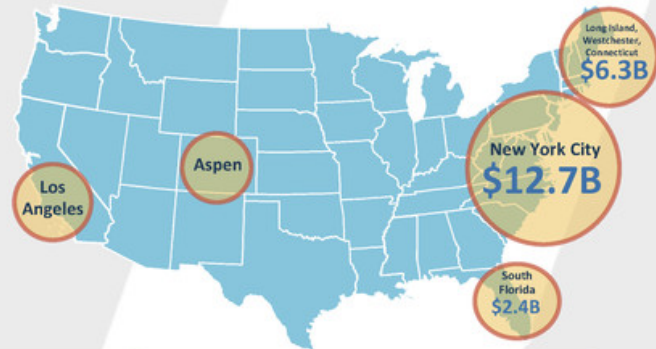 Long Island,
Westchester,
Connecticut
$6.3B
New York City
$12.7B
Aspen
Los
Angeles
South
Florida
$2.4B